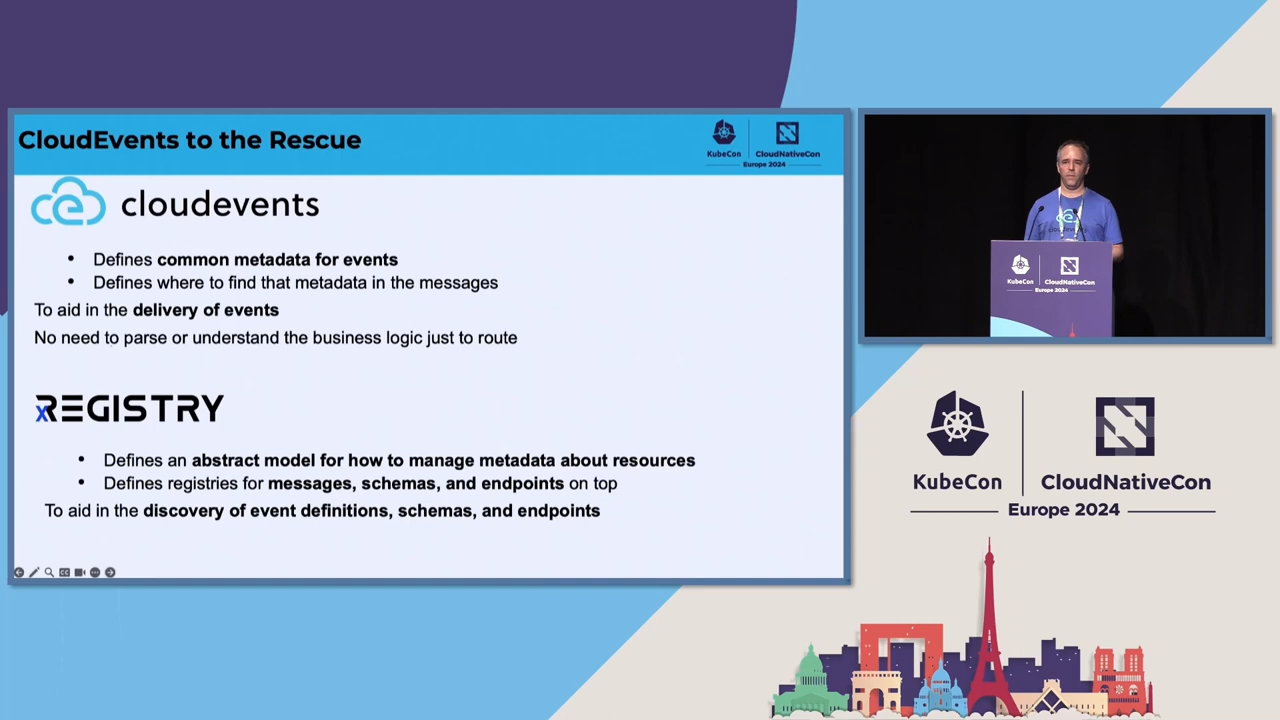 CloudEvents to the Rescue
KubeCon
CloudNativeCon
Europe 2024
cloudevents
• Defines common metadata for events
• Defines where to find that metadata in the messages
To aid in the delivery of events
No need to parse or understand the business logic just to route
xREGISTRY
• Defines an abstract model for how to manage metadata about resources
• Defines registries for messages, schemas, and endpoints on top
To aid in the discovery of event definitions, schemas, and endpoints
cloudevents
KubeCon
CloudNativeCon
Europe 2024
KubeCon
CloudNativeCon
Europe 2024